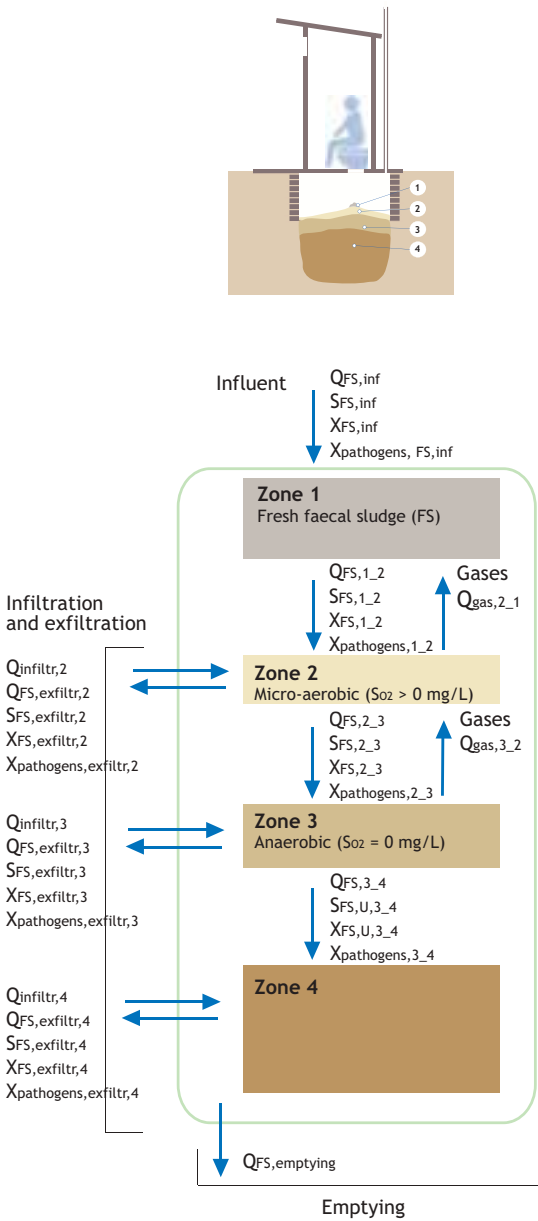 1
2
3
4
Influent
QFS,inf
SFS,inf
XFS,inf
Xpathogens, FS,inf
Zone 1
Fresh faecal sludge (FS)
QFS,1_2
SFS,1_2
XFS,1_2
Xpathogens,1_2
Gases
Qgas,2_1
Infiltration
and exfiltration
Qinfiltr,2
QFS,exfiltr,2
SFS,exfiltr,2
XFS,exfiltr,2
Xpathogens,exfiltr,2
Zone 2
Micro-aerobic (SO2 > 0 mg/L)
QFS,2_3
SFS,2_3
XFS,2_3
Xpathogens,2_3
Gases
Qgas,3_2
Qinfiltr,3
QFS,exfiltr,3
SFS,exfiltr,3
XFS,exfiltr,3
Xpathogens,exfiltr,3
Zone 3
Anaerobic (SO2 = 0 mg/L)
QFS,3_4
SFS,U,3_4
XFS,U,3_4
Xpathogens,3_4
Qinfiltr,4
QFS,exfiltr,4
SFS,exfiltr,4
XFS,exfiltr,4
Xpathogens,exfiltr,4
Zone 4
QFS,emptying
Emptying